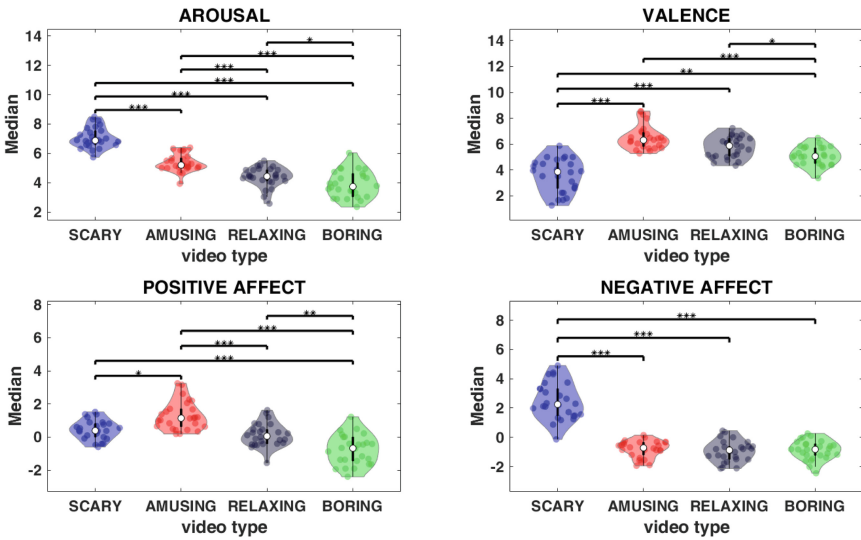 AROUSAL
14
12
10
8
6
4
2
Median
*
***
***
***
***
***
SCARY AMUSING RELAXING BORING
video type
VALENCE
14
12
10
8
6
4
2
Median
*
***
**
***
***
SCARY AMUSING RELAXING BORING
video type
POSITIVE AFFECT
8
6
4
2
0
-2
Median
**
***
***
***
*
SCARY AMUSING RELAXING BORING
video type
NEGATIVE AFFECT
8
6
4
2
0
-2
Median
***
***
***
SCARY AMUSING RELAXING BORING
video type